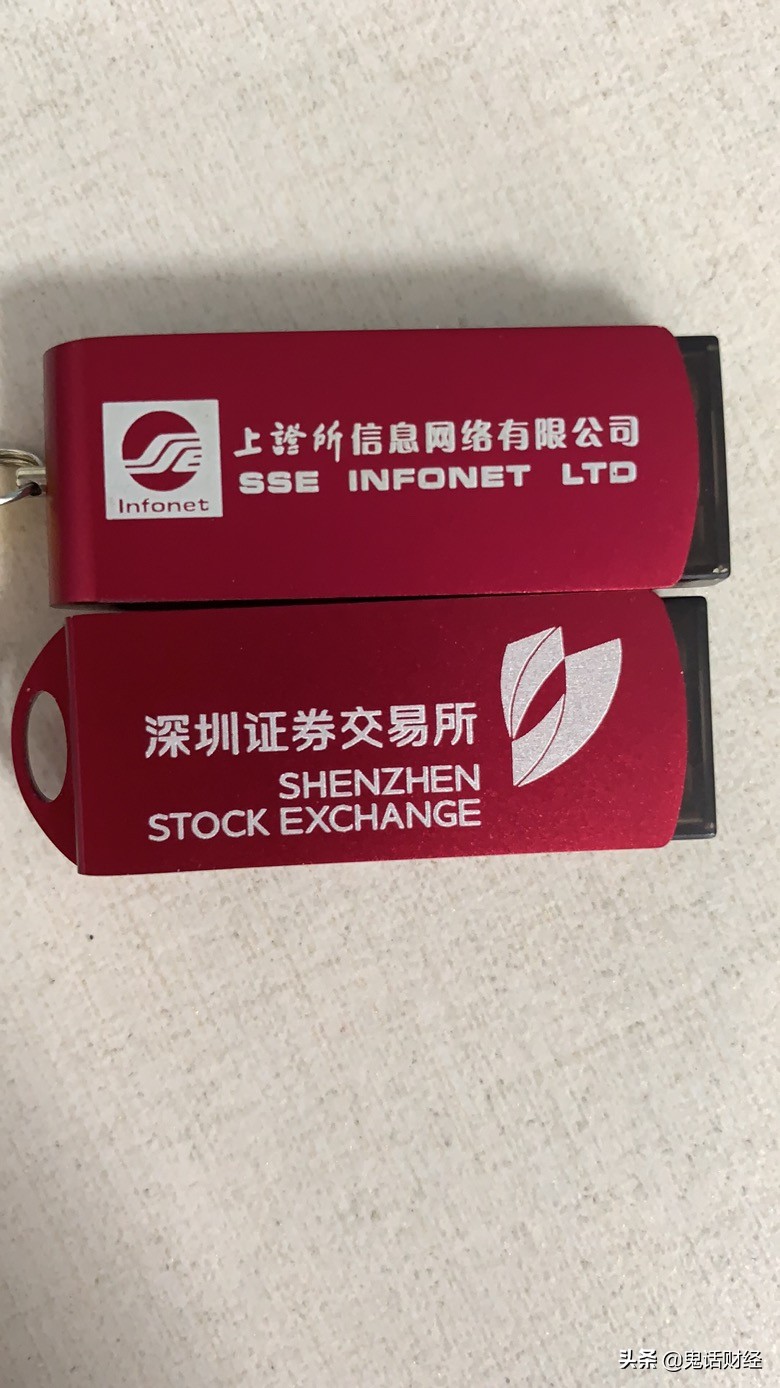 上證所信息网络有限公司
SSE INFONET LTD
SSE
Infonet
深圳证券交易所
SHENZHEN
STOCK EXCHANGE
头条 @鬼话财经